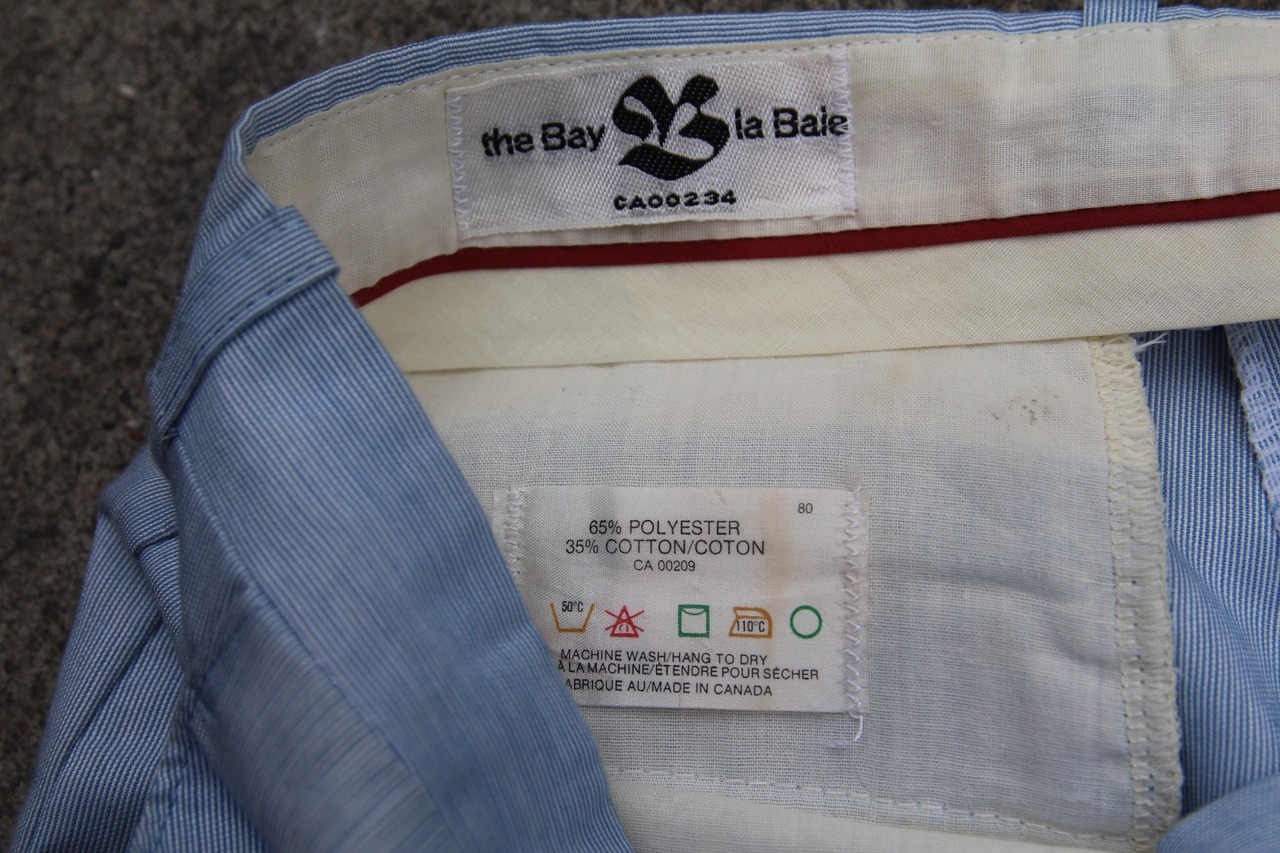 the Bay la Baie
CA00234
80
65% POLYESTER
35% COTTON/COTON
CA 00209
50°C 110°C
MACHINE WASH/HANG TO DRY
À LA MACHINE/ÉTENDRE POUR SÉCHER
AU/MADE IN CANADA